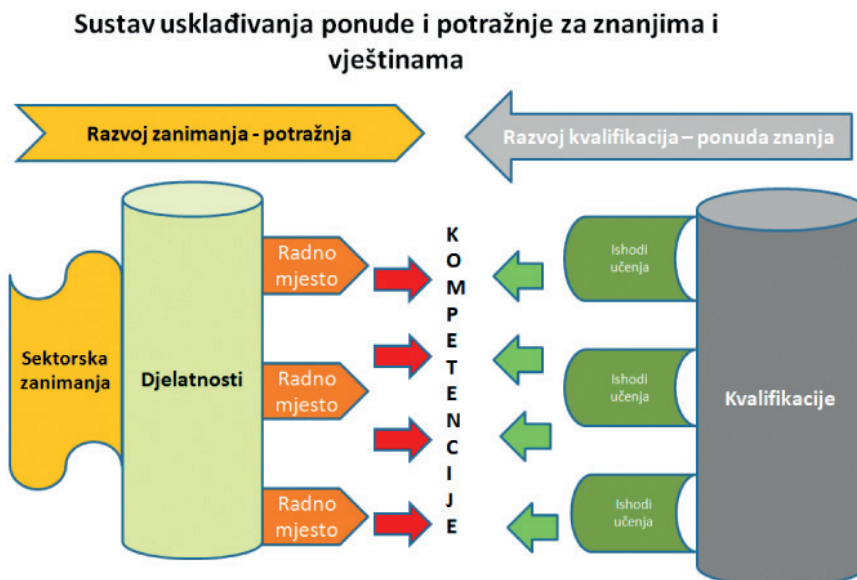 Sustav usklađivanja ponude i potražnje za znanjima i
vještinama
Razvoj zanimanja - potražnja
Razvoj kvalifikacija – ponuda znanja
Sektorska
zanimanja
Djelatnosti
Radno
mjesto
Radno
mjesto
Radno
mjesto
K
O
M
P
E
T
E
N
C
I
J
E
Ishodi
učenja
Ishodi
učenja
Ishodi
učenja
Kvalifikacije